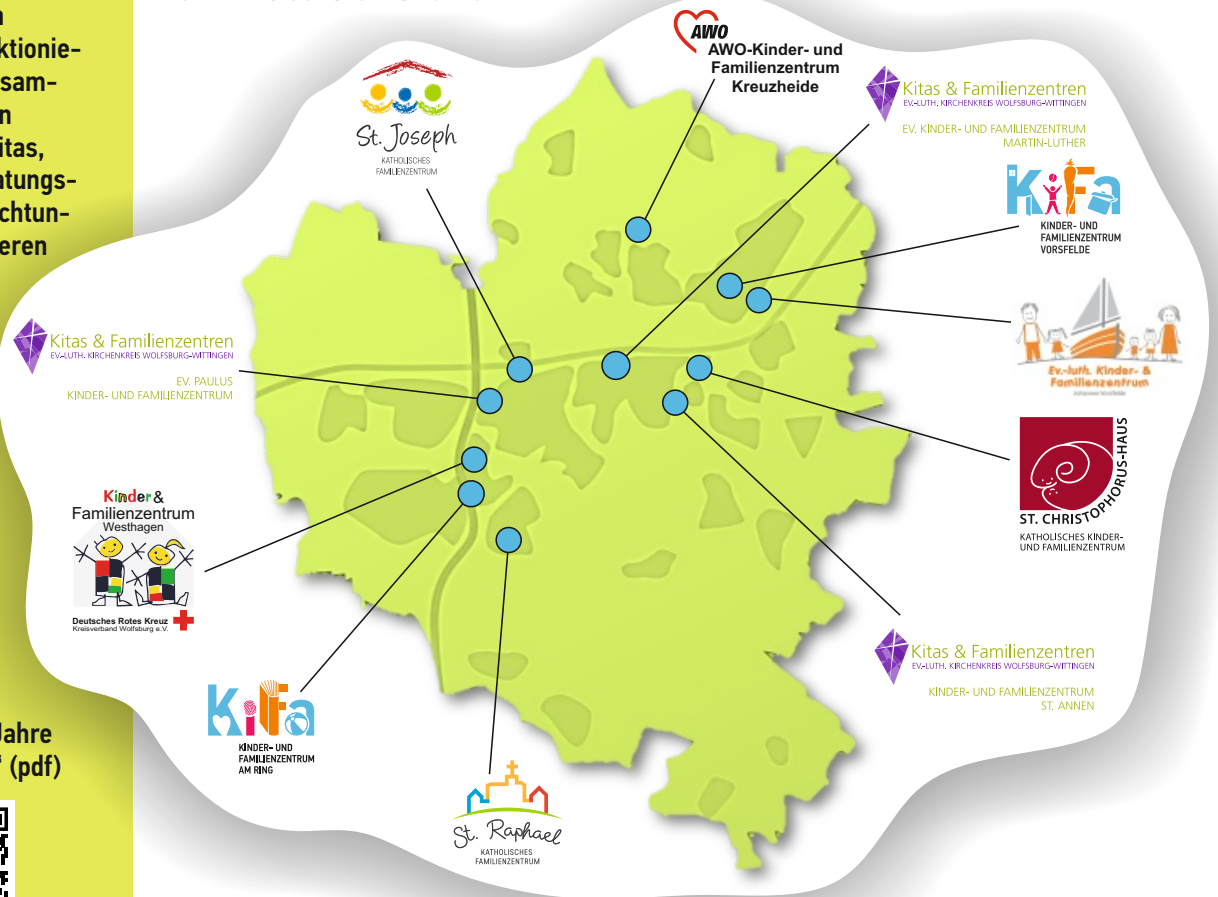 n
ktionie-
sam-
n
itas,
atungs-
chtun-
eren
Jahre
“ (pdf)
AWO
AWO-Kinder- und
Familienzentrum
Kreuzheide
St. Joseph
KATHOLISCHES
FAMILIENZENTRUM
Kitas & Familienzentren
EV.-LUTH. KIRCHENKREIS WOLFSBURG-WITTINGEN
EV. KINDER- UND FAMILIENZENTRUM
MARTIN-LUTHER
KiFa
KINDER- UND
FAMILIENZENTRUM
VORSFELDE
Ev.-luth. Kinder- &
Familienzentrum
Johannes Vorsfelde
Kitas & Familienzentren
EV.-LUTH. KIRCHENKREIS WOLFSBURG-WITTINGEN
EV. PAULUS
KINDER- UND FAMILIENZENTRUM
ST. CHRISTOPHORUS-HAUS
KATHOLISCHES KINDER-
UND FAMILIENZENTRUM
Kinder &
Familienzentrum
Westhagen
Deutsches Rotes Kreuz
Kreisverband Wolfsburg e.V.
Kitas & Familienzentren
EV.-LUTH. KIRCHENKREIS WOLFSBURG-WITTINGEN
KINDER- UND FAMILIENZENTRUM
ST. ANNEN
KiFa
KINDER- UND
FAMILIENZENTRUM
AM RING
St. Raphael
KATHOLISCHES
FAMILIENZENTRUM